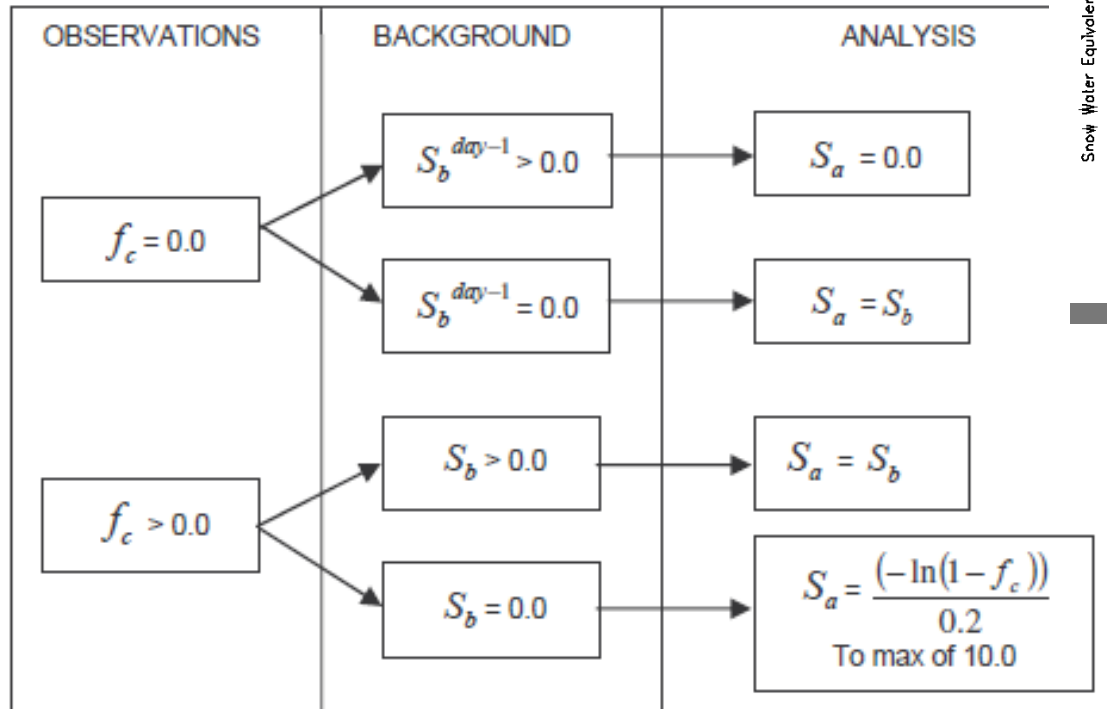 OBSERVATIONS BACKGROUND ANALYSIS
S_b^{day-1} > 0.0
S_a = 0.0
f_c = 0.0
S_b^{day-1} = 0.0
S_a = S_b
S_b > 0.0
S_a = S_b
f_c > 0.0
S_b = 0.0
S_a = (-ln(1-f_c))/0.2
To max of 10.0
Snow Water